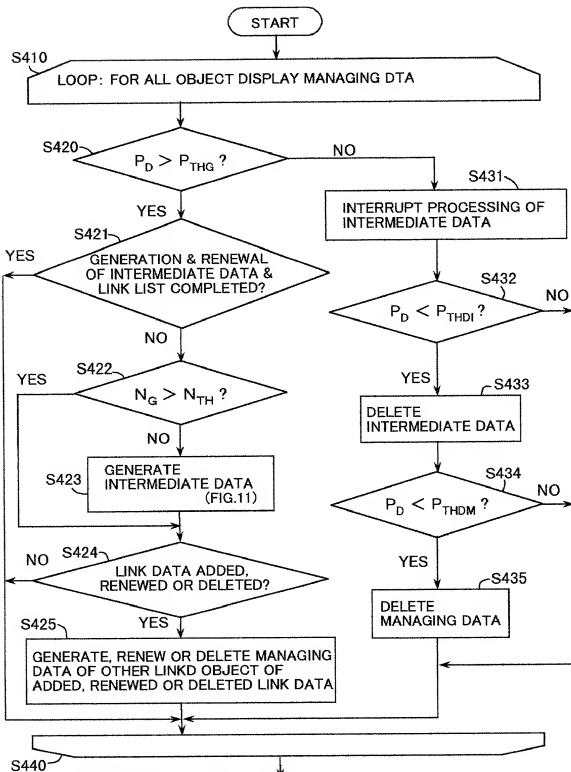 START
S410
LOOP: FOR ALL OBJECT DISPLAY MANAGING DTA
S420
P_D > P_THG ?
NO
YES
S431
INTERRUPT PROCESSING OF
INTERMEDIATE DATA
S421
YES
GENERATION & RENEWAL
OF INTERMEDIATE DATA &
LINK LIST COMPLETED?
NO
S432
P_D < P_THDI ?
NO
YES
S422
YES
N_G > N_TH ?
NO
S433
DELETE
INTERMEDIATE DATA
S423
GENERATE
INTERMEDIATE DATA
(FIG.11)
S434
P_D < P_THDM ?
NO
YES
S424
NO
LINK DATA ADDED,
RENEWED OR DELETED?
YES
S435
DELETE
MANAGING DATA
S425
GENERATE, RENEW OR DELETE MANAGING
DATA OF OTHER LINKD OBJECT OF
ADDED, RENEWED OR DELETED LINK DATA
S440